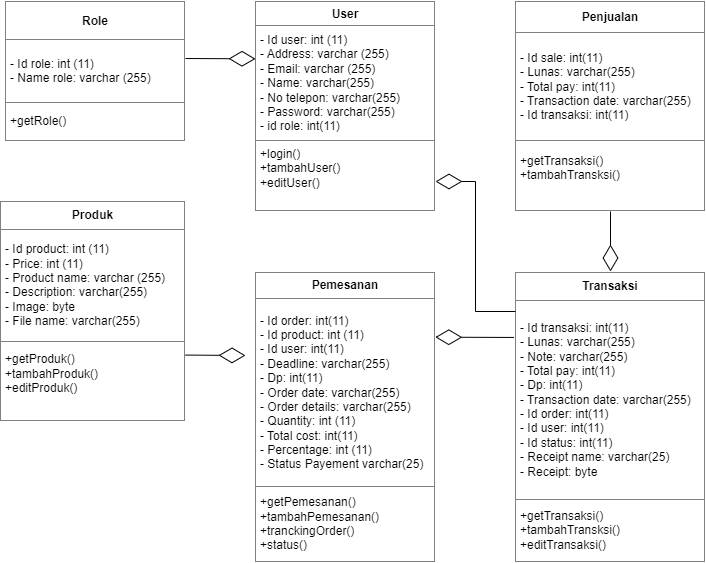 Role
- Id role: int (11)
- Name role: varchar (255)
+getRole()
User
- Id user: int (11)
- Address: varchar (255)
- Email: varchar (255)
- Name: varchar(255)
- No telepon: varchar(255)
- Password: varchar(255)
- id role: int(11)
+login()
+tambahUser()
+editUser()
Penjualan
- Id sale: int(11)
- Lunas: varchar(255)
- Total pay: int(11)
- Transaction date: varchar(255)
- Id transaksi: int(11)
+getTransaksi()
+tambahTransksi()
Produk
- Id product: int (11)
- Price: int (11)
- Product name: varchar (255)
- Description: varchar(255)
- Image: byte
- File name: varchar(255)
+getProduk()
+tambahProduk()
+editProduk()
Pemesanan
- Id order: int(11)
- Id product: int(11)
- Id user: int(11)
- Deadline: varchar(255)
- Dp: int(11)
- Order date: varchar(255)
- Order details: varchar(255)
- Quantity: int (11)
- Total cost: int(11)
- Percentage: int (11)
- Status Payement varchar(25)
+getPemesanan()
+tambahPemesanan()
+tranckingOrder()
+status()
Transaksi
- Id transaksi: int(11)
- Lunas: varchar(255)
- Note: varchar(255)
- Total pay: int(11)
- Dp: int(11)
- Transaction date: varchar(255)
- Id order: int(11)
- Id user: int(11)
- Id status: int(11)
- Receipt name: varchar(25)
- Receipt: byte
+getTransaksi()
+tambahTransksi()
+editTransaksi()